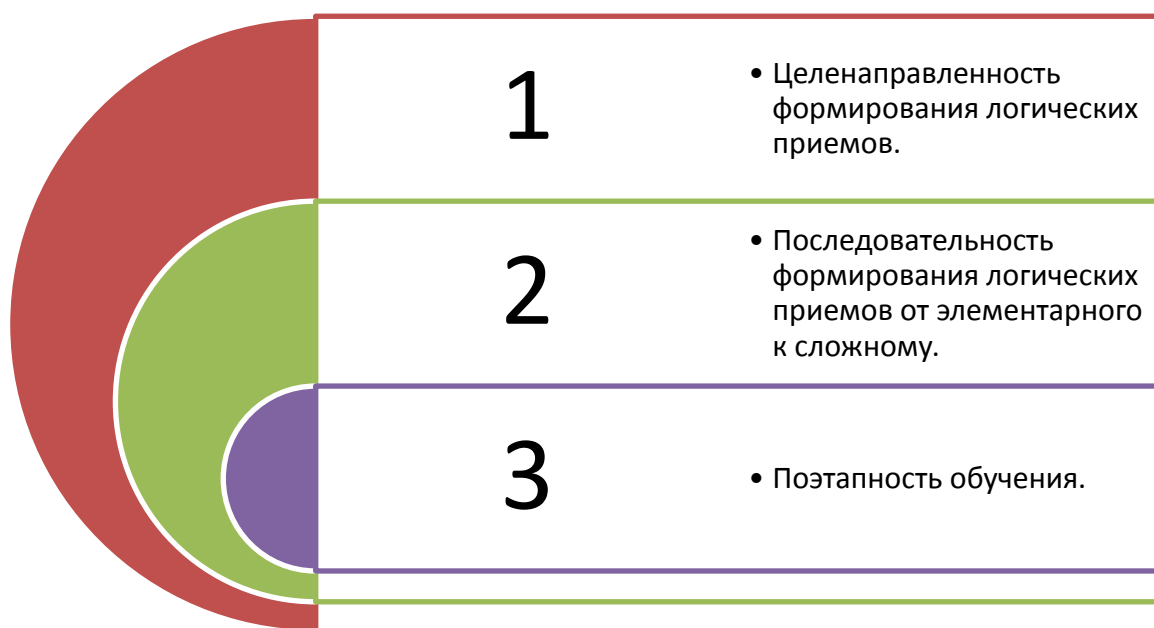 1
• Целенаправленность
формирования логических
приемов.
2
• Последовательность
формирования логических
приемов от элементарного
к сложному.
3
• Поэтапность обучения.